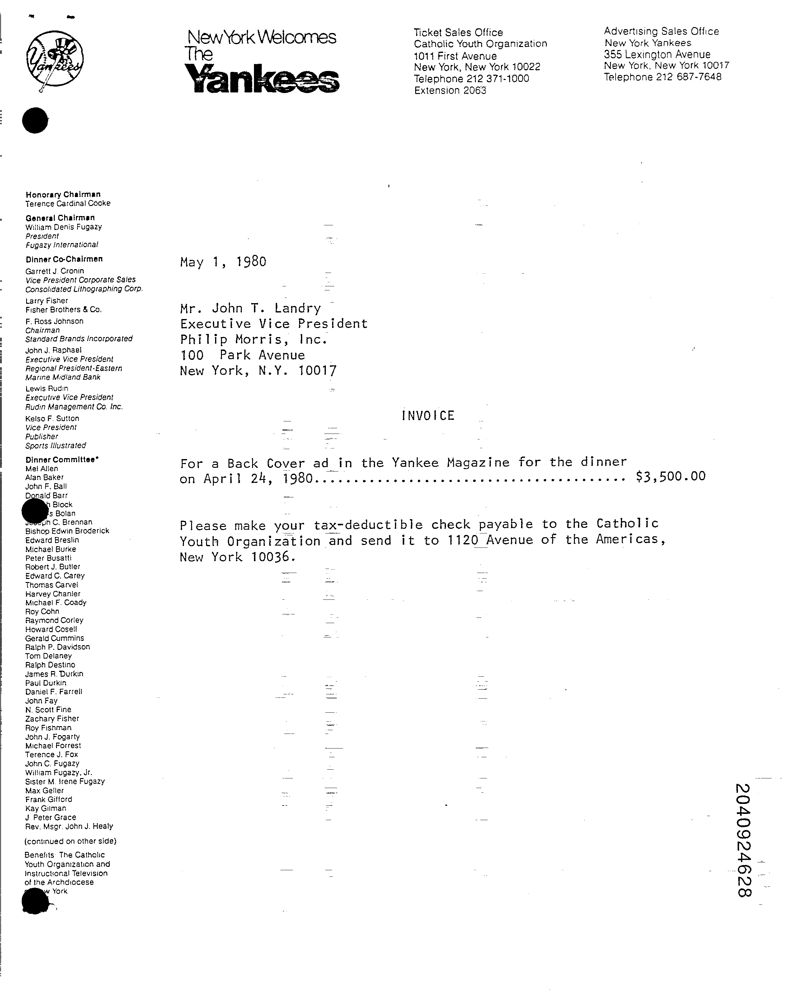 Yankees
New York Welcomes
The
Yankees
Ticket Sales Office
Catholic Youth Organization
1011 First Avenue
New York, New York 10022
Telephone 212 371-1000
Extension 2063
Advertising Sales Office
New York Yankees
355 Lexington Avenue
New York, New York 10017
Telephone 212 687-7648
Honorary Chairman
Terence Cardinal Cooke
General Chairman
William Denis Fugazy
President
Fugazy International
Dinner Co-Chairmen
Garrett J. Cronin
Vice President Corporate Sales
Consolidated Lithographing Corp.
Larry Fisher
Fisher Brothers & Co.
F. Ross Johnson
Chairman
Standard Brands Incorporated
John J. Raphael
Executive Vice President
Regional President-Eastern
Marine Midland Bank
Lewis Rudin
Executive Vice President
Rudin Management Co. Inc.
Kelso F. Sutton
Vice President
Publisher
Sports Illustrated
Dinner Committee*
Mel Allen
Alan Baker
John F. Ball
Donald Barr
Block
Bolan
C. Brennan
Bishop Edwin Broderick
Edward Breslin
Michael Burke
Peter Busatti
Robert J. Butler
Edward C. Carey
Thomas Carvel
Harvey Chanler
Michael F. Coady
Roy Cohn
Raymond Corley
Howard Cosell
Gerald Cummins
Ralph P. Davidson
Tom Delaney
Ralph Destino
James R. Durkin
Paul Durkin
Daniel F. Farrell
John Fay
N. Scott Fine
Zachary Fisher
Roy Fishman
John J. Fogarty
Michael Forrest
Terence J. Fox
John C. Fugazy
William Fugazy, Jr.
Sister M. Irene Fugazy
Max Geller
Frank Gifford
Kay Gilman
J. Peter Grace
Rev. Msgr. John J. Healy
(continued on other side)
Benefits The Catholic
Youth Organization and
Instructional Television
of the Archdiocese
York
May 1, 1980
Mr. John T. Landry
Executive Vice President
Philip Morris, Inc.
100 Park Avenue
New York, N.Y. 10017
INVOICE
For a Back Cover ad in the Yankee Magazine for the dinner
on April 24, 1980........................................ $3,500.00
Please make your tax-deductible check payable to the Catholic
Youth Organization and send it to 1120 Avenue of the Americas,
New York 10036.
2040924628